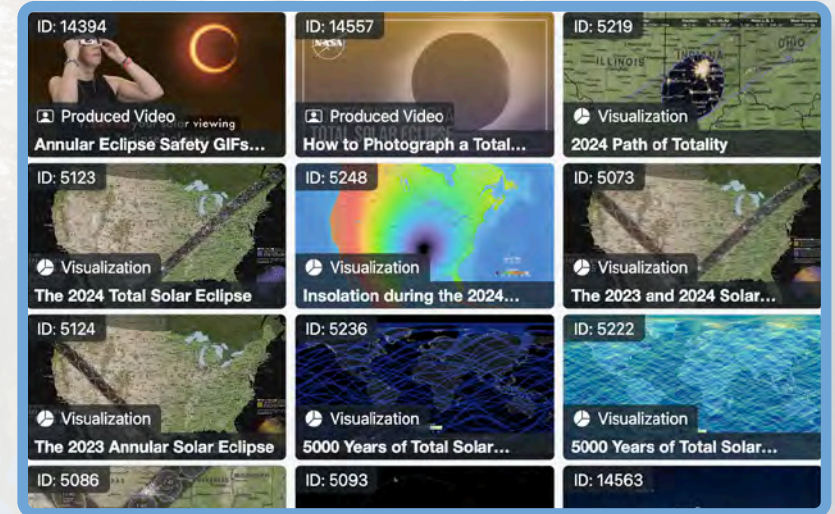 ID: 14394
Produced Video
your solar viewing
Annular Eclipse Safety GIFs...
ID: 14557
NASA
Produced Video
TOTAL SOLAR ECLIPSE
How to Photograph a Total...
ID: 5219
ILLINOIS
INDIANA
OHIO
Visualization
2024 Path of Totality
ID: 5123
Visualization
The 2024 Total Solar Eclipse
ID: 5248
Visualization
Insolation during the 2024...
ID: 5073
Visualization
The 2023 and 2024 Solar...
ID: 5124
Visualization
The 2023 Annular Solar Eclipse
ID: 5236
Visualization
5000 Years of Total Solar...
ID: 5222
Visualization
5000 Years of Total Solar...
ID: 5086
ID: 5093
ID: 14563